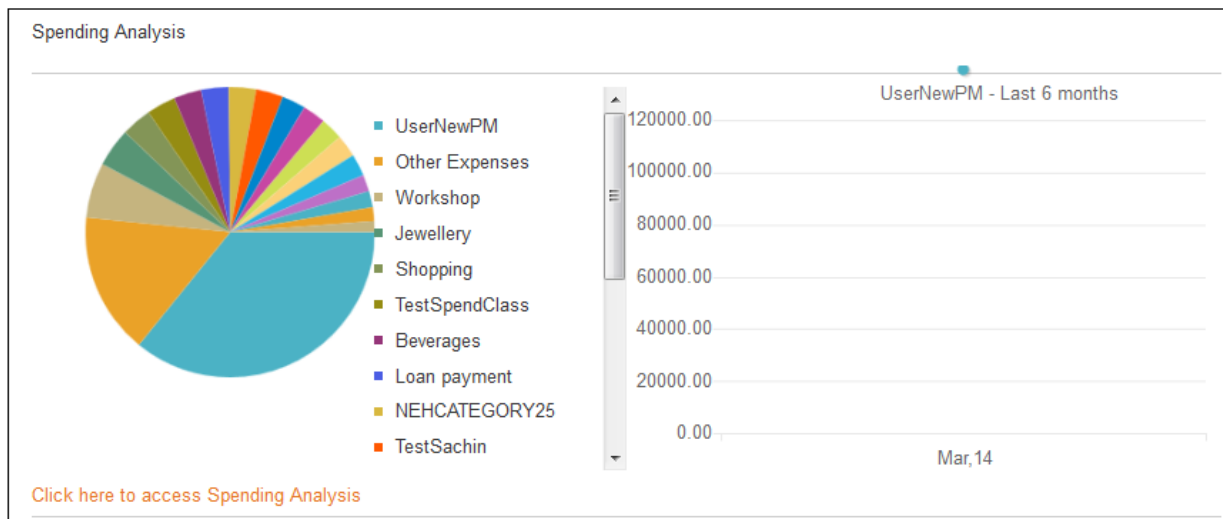 Spending Analysis
UserNewPM
Other Expenses
Workshop
Jewellery
Shopping
TestSpendClass
Beverages
Loan payment
NEHCATEGORY25
TestSachin
UserNewPM - Last 6 months
120000.00
100000.00
80000.00
60000.00
40000.00
20000.00
0.00
Mar,14
Click here to access Spending Analysis